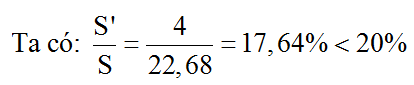 Ta có: S'/S = 4/22,68 = 17,64% < 20%